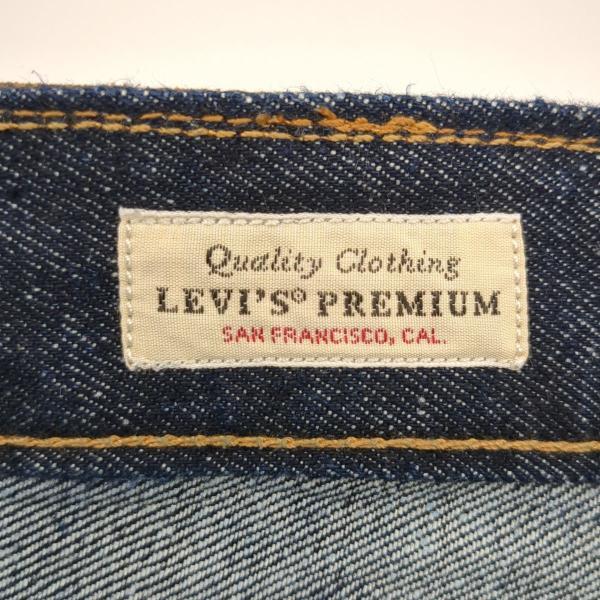 Quality Clothing
LEVI'S® PREMIUM
SAN FRANCISCO, CAL.